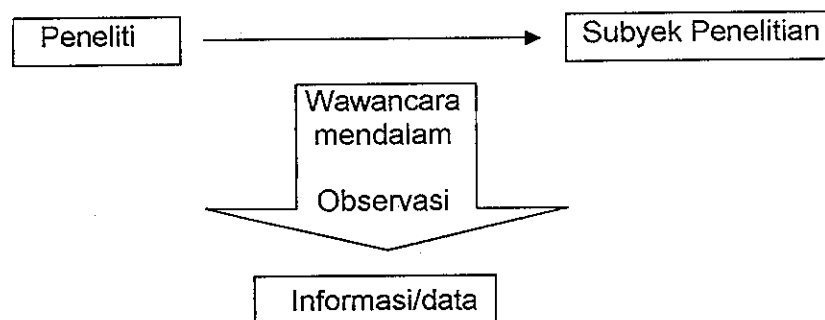 Peneliti
Subyek Penelitian
Wawancara
mendalam
Observasi
Informasi/data